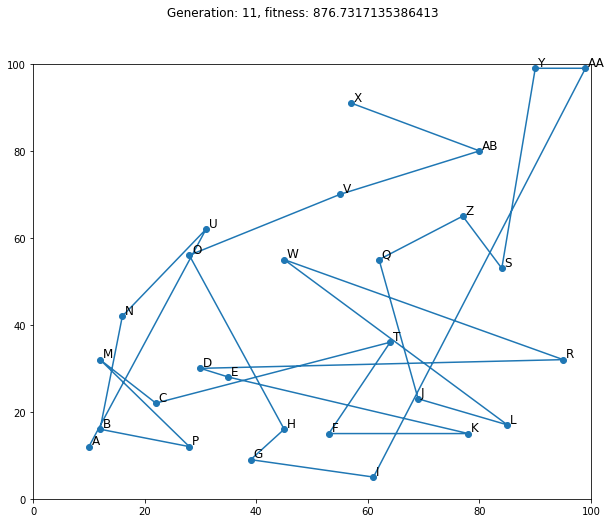 Generation: 11, fitness: 876.7317135386413
100
80
60
40
20
0
0 20 40 60 80 100
Y AA
X
AB
V
Z
U
O W Q S
N
T
M D E R
C J
B H F K L
A P G I